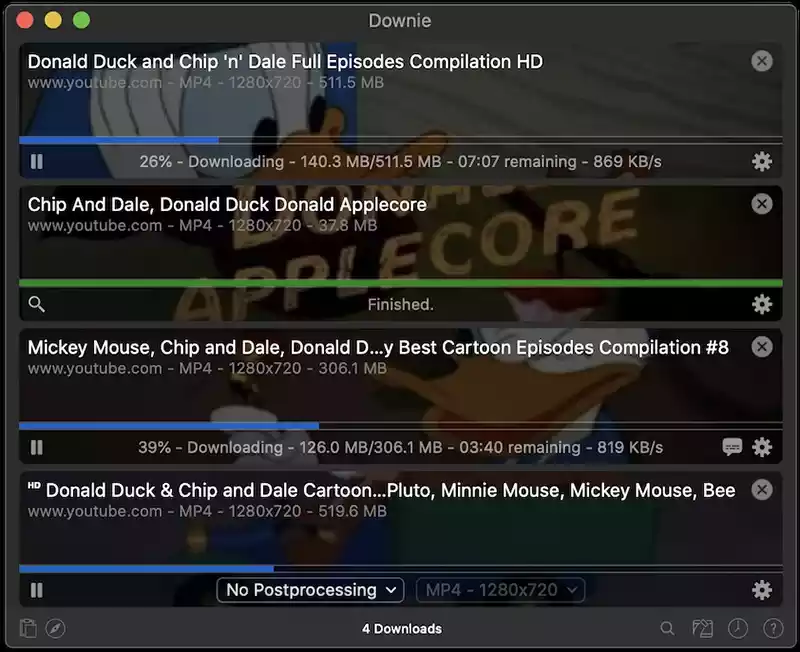 Downie
Donald Duck and Chip 'n' Dale Full Episodes Compilation HD
www.youtube.com - MP4 - 1280x720 - 511.5 MB
26% - Downloading - 140.3 MB/511.5 MB - 07:07 remaining - 869 KB/s
Chip And Dale, Donald Duck Donald Applecore
www.youtube.com - MP4 - 1280x720 - 37.8 MB
DONALD
APPLECORE
Finished.
Mickey Mouse, Chip and Dale, Donald D...y Best Cartoon Episodes Compilation #8
www.youtube.com - MP4 - 1280x720 - 306.1 MB
39% - Downloading - 126.0 MB/306.1 MB - 03:40 remaining - 819 KB/s
HD Donald Duck & Chip and Dale Cartoon...Pluto, Minnie Mouse, Mickey Mouse, Bee
www.youtube.com - MP4 - 1280x720 - 519.6 MB
No Postprocessing
MP4 - 1280x720
4 Downloads
?